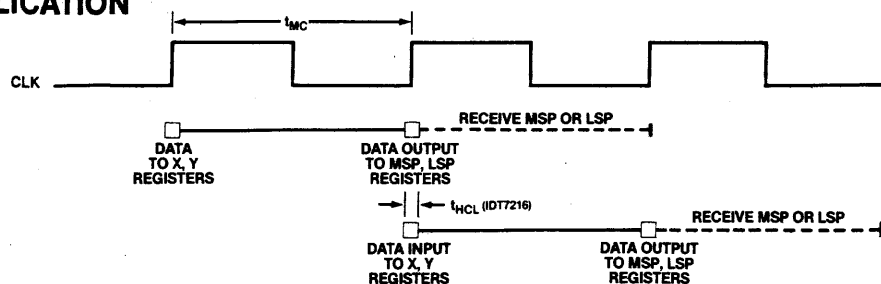 LICATION
tMC
CLK
RECEIVE MSP OR LSP
DATA
TO X, Y
REGISTERS
DATA OUTPUT
TO MSP, LSP
REGISTERS
tHCL (IDT7216)
RECEIVE MSP OR LSP
DATA INPUT
TO X, Y
REGISTERS
DATA OUTPUT
TO MSP, LSP
REGISTERS